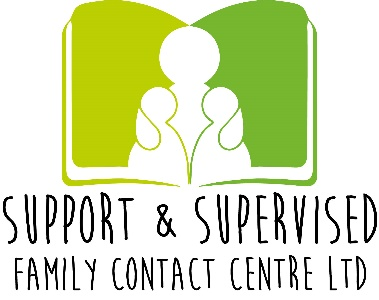 SUPPORT & SUPERVISED
FAMILY CONTACT CENTRE LTD